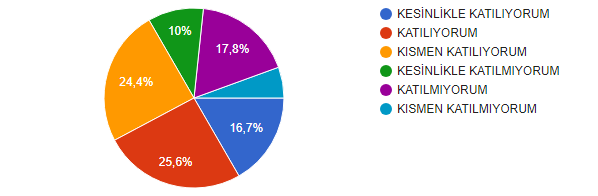 10%
17,8%
24,4%
16,7%
25,6%
KESİNLİKLE KATILIYORUM
KATILIYORUM
KISMEN KATILIYORUM
KESİNLİKLE KATILMIYORUM
KATILMIYORUM
KISMEN KATILMIYORUM